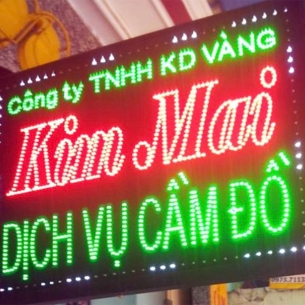 Công ty TNHH KD VÀNG
Kim Mai
DỊCH VỤ CẦM ĐỒ